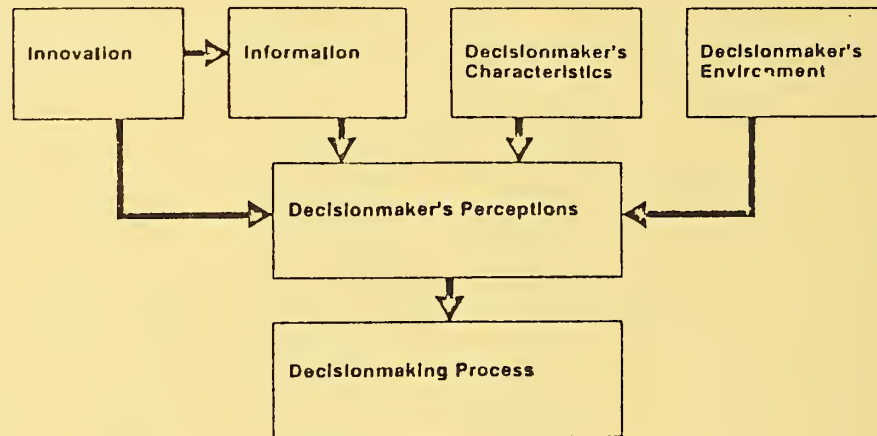 Innovation
Information
Decisionmaker's
Characteristics
Decisionmaker's
Environment
Decisionmaker's Perceptions
Decisionmaking Process